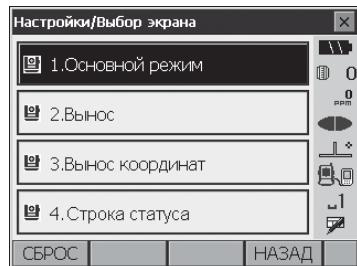 Настройки/Выбор экрана
1.Основной режим
0
0
PPM
2.Вынос
3.Вынос координат
1
4.Строка статуса
СБРОС НАЗАД